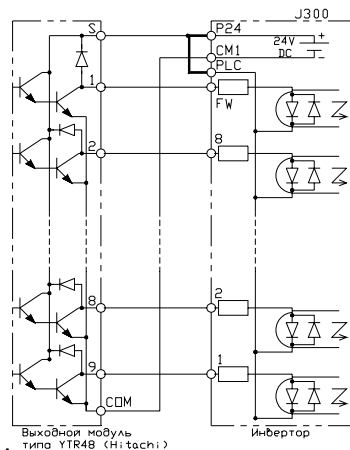 J300
S
P24
24V
DC
+
CM1
PLC
1
FW
2
8
8
2
9
1
COM
Выходной модуль
типа YTR48 (Hitachi)
Инвертор